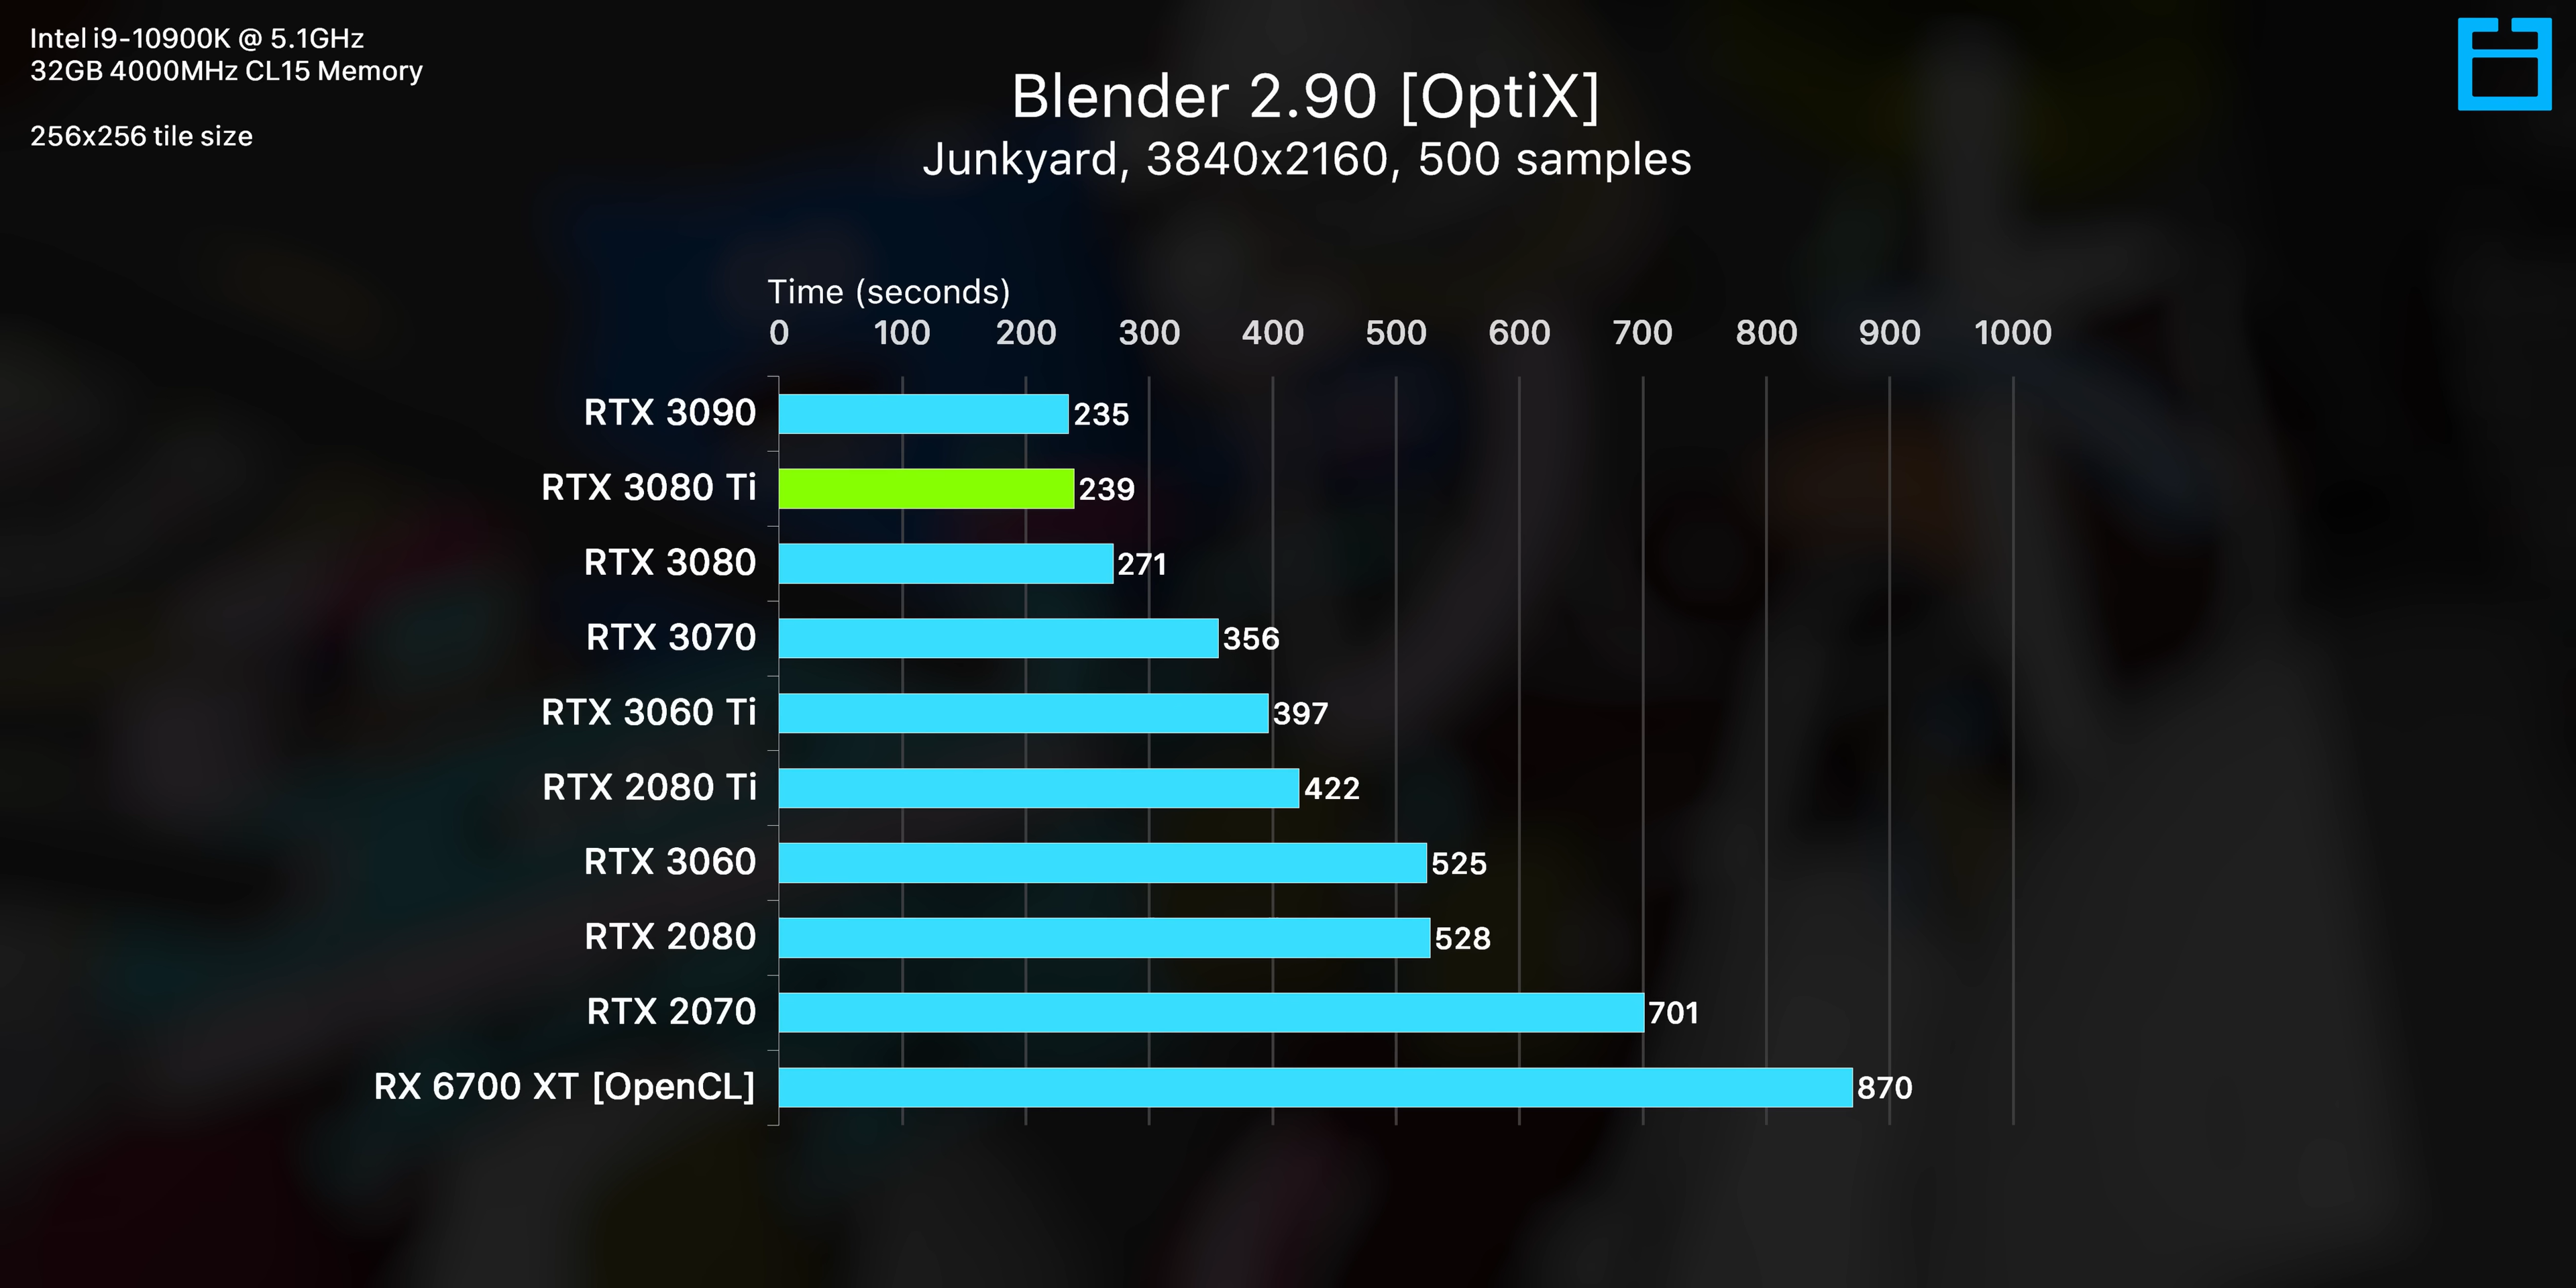 Intel i9-10900K @ 5.1GHz
32GB 4000MHz CL15 Memory
256x256 tile size
Blender 2.90 [OptiX]
Junkyard, 3840x2160, 500 samples
Time (seconds)
0 100 200 300 400 500 600 700 800 900 1000
RTX 3090 235
RTX 3080 Ti 239
RTX 3080 271
RTX 3070 356
RTX 3060 Ti 397
RTX 2080 Ti 422
RTX 3060 525
RTX 2080 528
RTX 2070 701
RX 6700 XT [OpenCL] 870